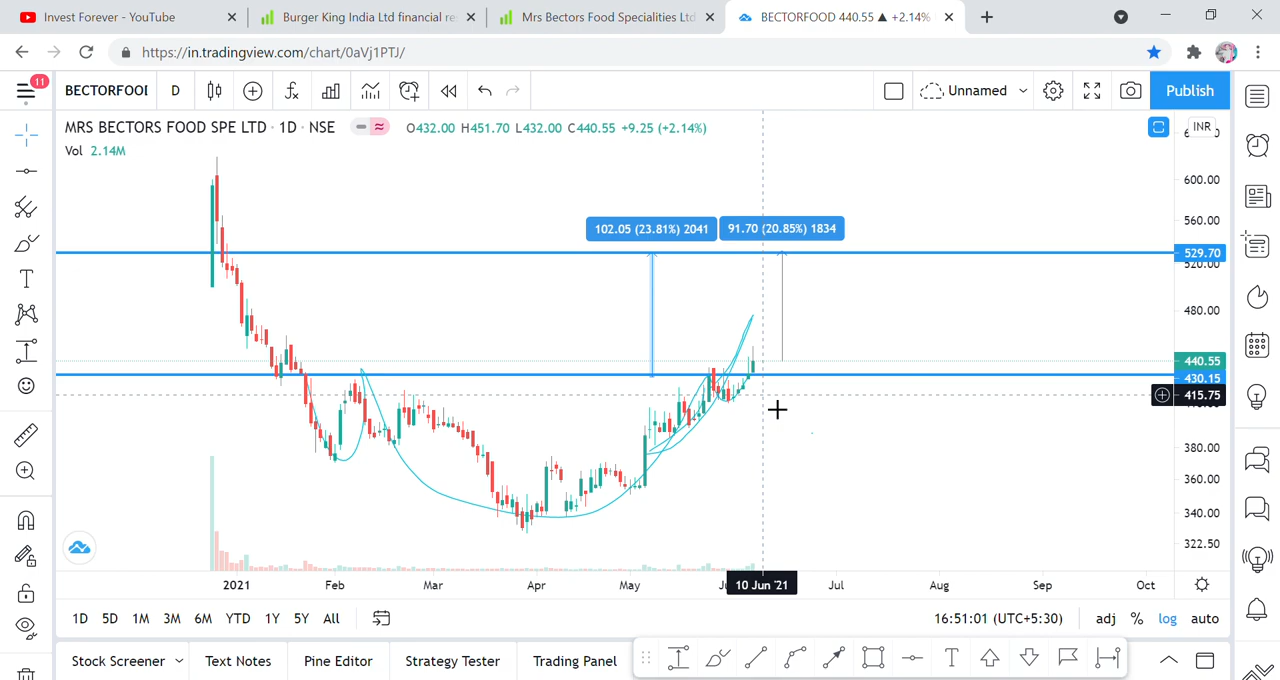 Invest Forever - YouTube
Burger King India Ltd financial re
Mrs Bectors Food Specialities Ltd
BECTORFOOD 440.55 ▲ +2.14%
https://in.tradingview.com/chart/0aVj1PTJ/
11
BECTORFOOI
D
Unnamed
Publish
MRS BECTORS FOOD SPE LTD · 1D · NSE
O432.00 H451.70 L432.00 C440.55 +9.25 (+2.14%)
INR
Vol 2.14M
600.00
560.00
102.05 (23.81%) 2041
91.70 (20.85%) 1834
529.70
520.00
480.00
440.55
430.15
415.75
380.00
360.00
340.00
322.50
2021
Feb
Mar
Apr
May
10 Jun '21
Jul
Aug
Sep
Oct
1D 5D 1M 3M 6M YTD 1Y 5Y All
16:51:01 (UTC+5:30)
adj % log auto
Stock Screener
Text Notes
Pine Editor
Strategy Tester
Trading Panel